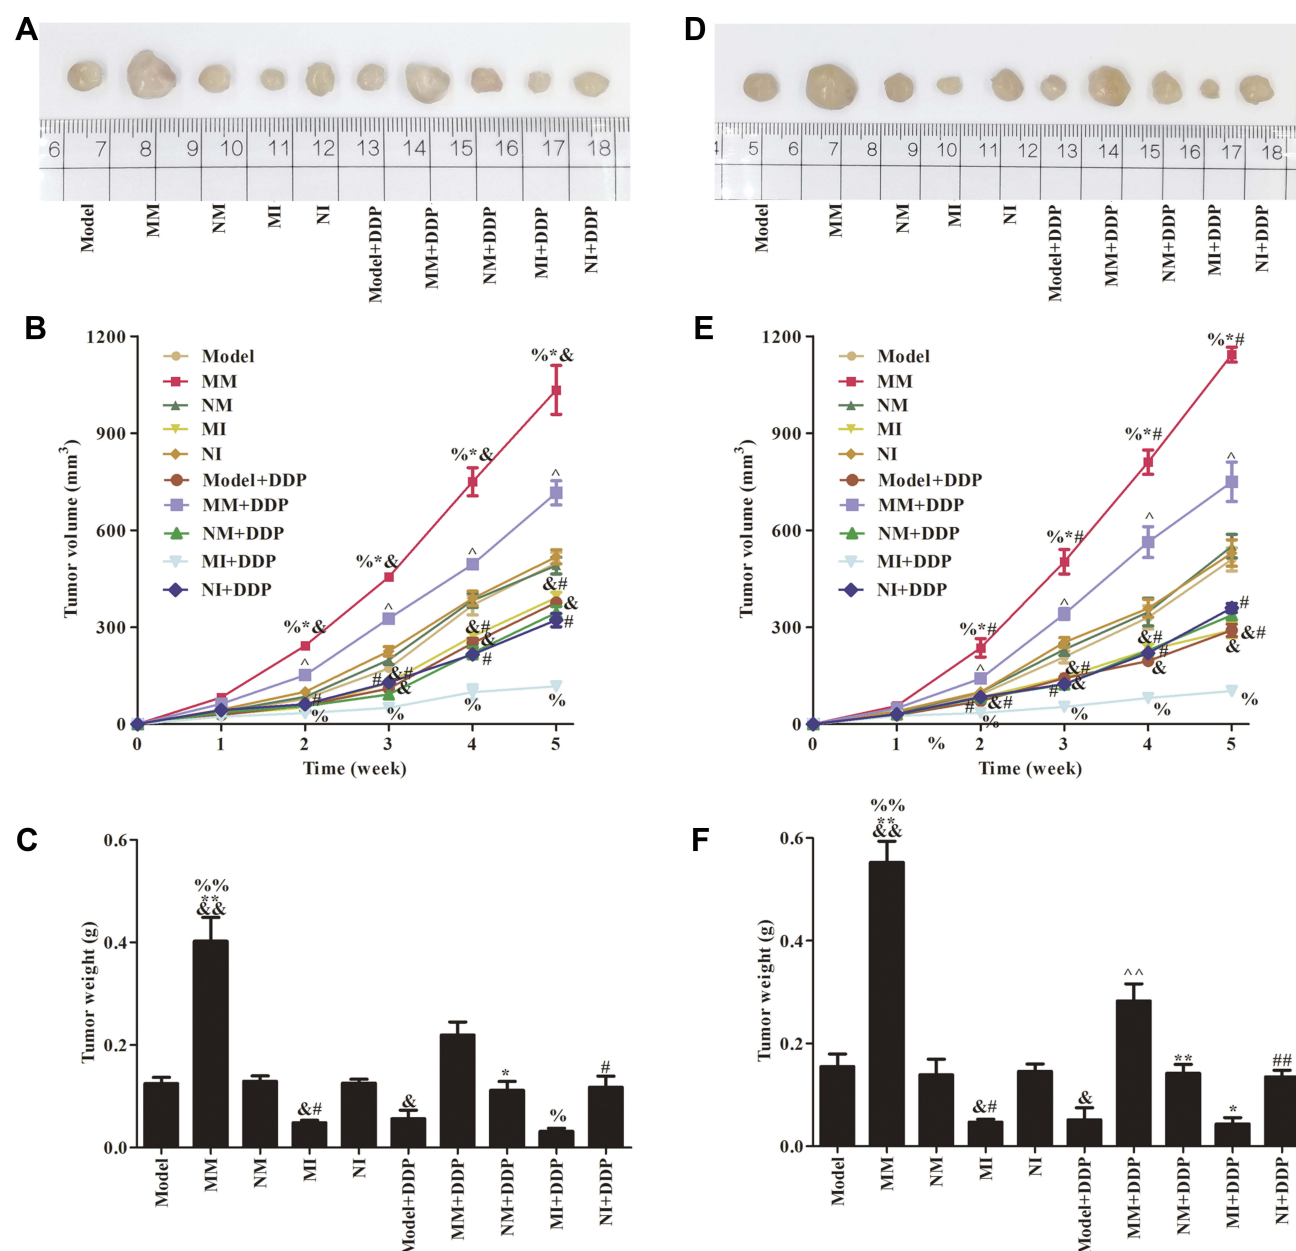 A
6 7 8 9 10 11 12 13 14 15 16 17 18
Model MM NM MI NI Model+DDP MM+DDP NM+DDP MI+DDP NI+DDP
D
4 5 6 7 8 9 10 11 12 13 14 15 16 17 18
Model MM NM MI NI Model+DDP MM+DDP NM+DDP MI+DDP NI+DDP
B
Tumor volume (mm3)
1200
900
600
300
0
Model
MM
NM
MI
NI
Model+DDP
MM+DDP
NM+DDP
MI+DDP
NI+DDP
%*&
%*&
%*&
%*&
^
^
^
^
&#
&
#
&#
&
#
#
&#
&
#
%
%
%
%
0 1 2 3 4 5
Time (week)
E
Tumor volume (mm3)
1200
900
600
300
0
Model
MM
NM
MI
NI
Model+DDP
MM+DDP
NM+DDP
MI+DDP
NI+DDP
%*#
%*#
%*#
%*#
^
^
^
^
#
&#
&
&#
#
&
&#
#
&
#
&#
%
%
%
%
0 1 % 2 3 4 5
Time (week)
C
Tumor weight (g)
0.6
0.4
0.2
0.0
%%
**
&&
&#
&
*
%
#
Model MM NM MI NI Model+DDP MM+DDP NM+DDP MI+DDP NI+DDP
F
Tumor weight (g)
0.6
0.4
0.2
0.0
%%
**
&&
&#
&
^^
**
*
##
Model MM NM MI NI Model+DDP MM+DDP NM+DDP MI+DDP NI+DDP